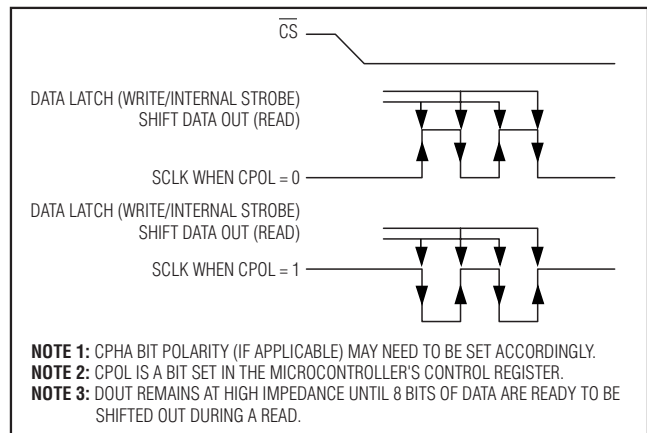 CS
DATA LATCH (WRITE/INTERNAL STROBE)
SHIFT DATA OUT (READ)
SCLK WHEN CPOL = 0
DATA LATCH (WRITE/INTERNAL STROBE)
SHIFT DATA OUT (READ)
SCLK WHEN CPOL = 1
NOTE 1: CPHA BIT POLARITY (IF APPLICABLE) MAY NEED TO BE SET ACCORDINGLY.
NOTE 2: CPOL IS A BIT SET IN THE MICROCONTROLLER'S CONTROL REGISTER.
NOTE 3: DOUT REMAINS AT HIGH IMPEDANCE UNTIL 8 BITS OF DATA ARE READY TO BE
SHIFTED OUT DURING A READ.